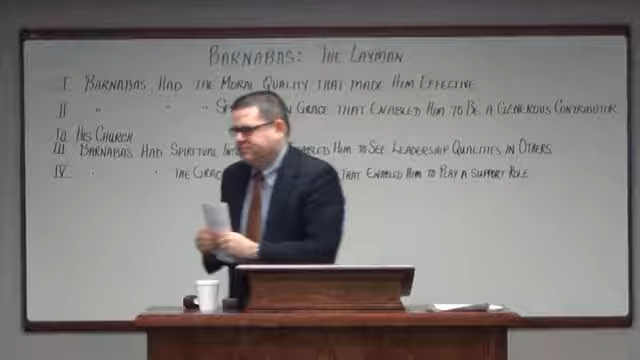 BARNABAS: THE LAYMAN
I BARNABAS HAD THE MORAL QUALITY THAT MADE HIM EFFECTIVE
II " " " GRACE THAT ENABLED HIM TO BE A GENEROUS CONTRIBUTOR
TO HIS CHURCH
III BARNABAS HAD SPIRITUAL HIM TO SEE LEADERSHIP QUALITIES IN OTHERS
IV " " THE THAT ENABLED HIM TO PLAY A SUPPORT ROLE